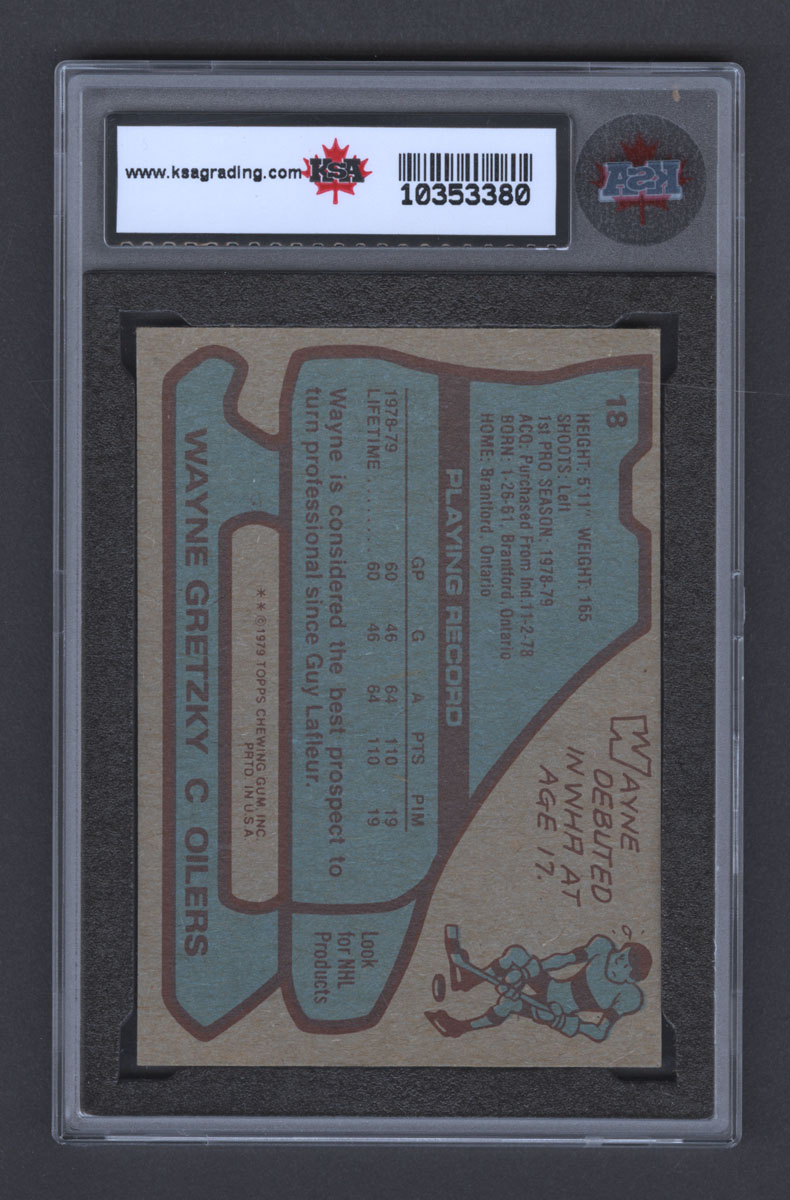 www.ksagrading.com
KSA
10353380
KSA
18
HEIGHT: 5'11" WEIGHT: 165
SHOOTS: Left
1st PRO SEASON: 1978-79
ACQ: Purchased From Ind.11-2-78
BORN: 1-26-61, Brantford, Ontario
HOME: Brantford, Ontario
WAYNE
DEBUTED
IN WHA AT
AGE 17.
PLAYING RECORD
GP G A PTS PIM
1978-79 60 46 64 110 19
LIFETIME ........ 60 46 64 110 19
Wayne is considered the best prospect to
turn professional since Guy Lafleur.
Look
for NHL
Products
**©1979 TOPPS CHEWING GUM, INC.
PRTD. IN U.S.A.
WAYNE GRETZKY C OILERS